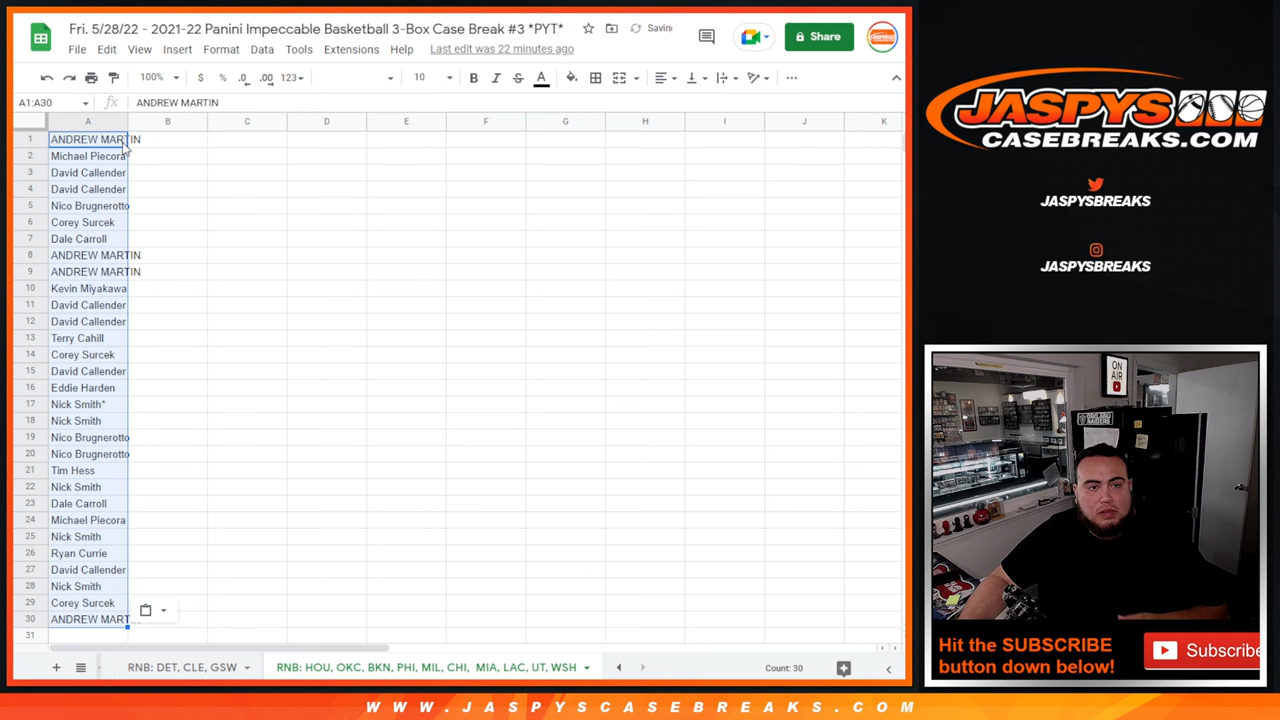 Fri. 5/28/22 - 2021-22 Panini Impeccable Basketball 3-Box Case Break #3 *PYT*
Saving
Share
File Edit View Insert Format Data Tools Extensions Help Last edit was 22 minutes ago
100% $ % .0 .00 123 10 B I S A
A1:A30 fx ANDREW MARTIN
A B C D E F G H I J K
1 ANDREW MARTIN
2 Michael Piecora
3 David Callender
4 David Callender
5 Nico Brugnerotto
6 Corey Surcek
7 Dale Carroll
8 ANDREW MARTIN
9 ANDREW MARTIN
10 Kevin Miyakawa
11 David Callender
12 David Callender
13 Terry Cahill
14 Corey Surcek
15 David Callender
16 Eddie Harden
17 Nick Smith*
18 Nick Smith
19 Nico Brugnerotto
20 Nico Brugnerotto
21 Tim Hess
22 Nick Smith
23 Dale Carroll
24 Michael Piecora
25 Nick Smith
26 Ryan Currie
27 David Callender
28 Nick Smith
29 Corey Surcek
30 ANDREW MARTIN
31
RNB: DET, CLE, GSW RNB: HOU, OKC, BKN, PHI, MIL, CHI, MIA, LAC, UT, WSH Count: 30
JASPYS
CASEBREAKS.COM
JASPYSBREAKS
JASPYSBREAKS
ON
AIR
Hit the SUBSCRIBE
button down below!
Subscribe
WWW.JASPYSCASEBREAKS.COM